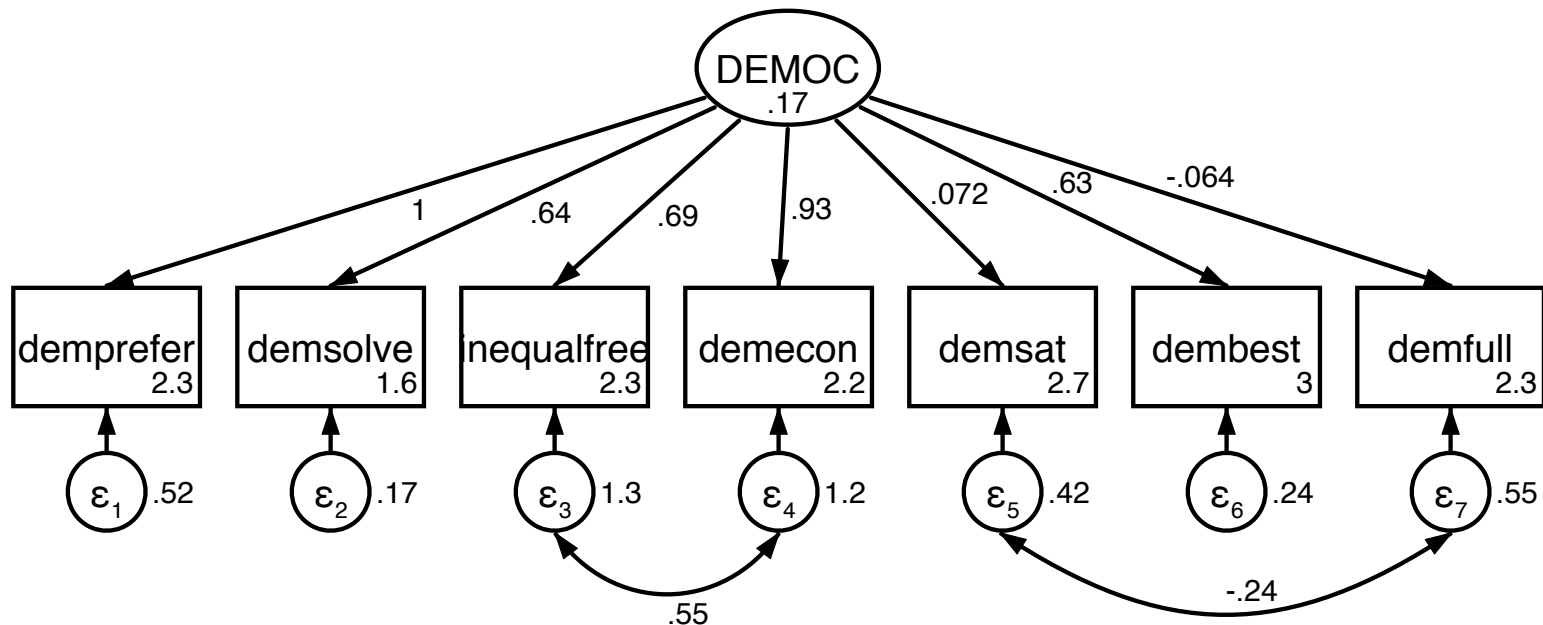 DEMOC
.17
1
.64
.69
.93
.072
.63
-.064
demprefer
2.3
demsolve
1.6
inequalfree
2.3
demecon
2.2
demsat
2.7
dembest
3
demfull
2.3
ε1 .52
ε2 .17
ε3 1.3
ε4 1.2
ε5 .42
ε6 .24
ε7 .55
.55
-.24